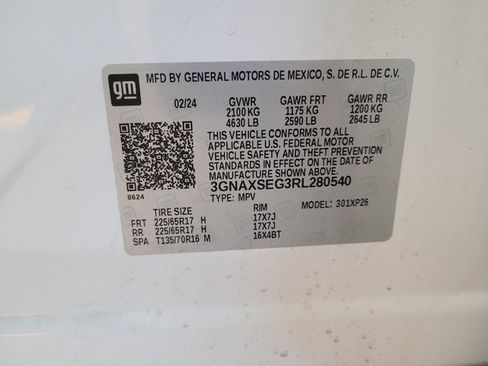 gm
MFD BY GENERAL MOTORS DE MEXICO, S. DE R.L. DE C.V.
02/24 GVWR GAWR FRT GAWR RR
2100 KG 1175 KG 1200 KG
4630 LB 2590 LB 2645 LB
THIS VEHICLE CONFORMS TO ALL
APPLICABLE U.S. FEDERAL MOTOR
VEHICLE SAFETY AND THEFT PREVENTION
STANDARDS IN EFFECT ON THE DATE OF
MANUFACTURE SHOWN ABOVE.
3GNAXSEG3RL280540
8624 TYPE: MPV MODEL: 301XP26
TIRE SIZE RIM
FRT 225/65R17 H 17X7J
RR 225/65R17 H 17X7J
SPA T135/70R16 M 16X4BT